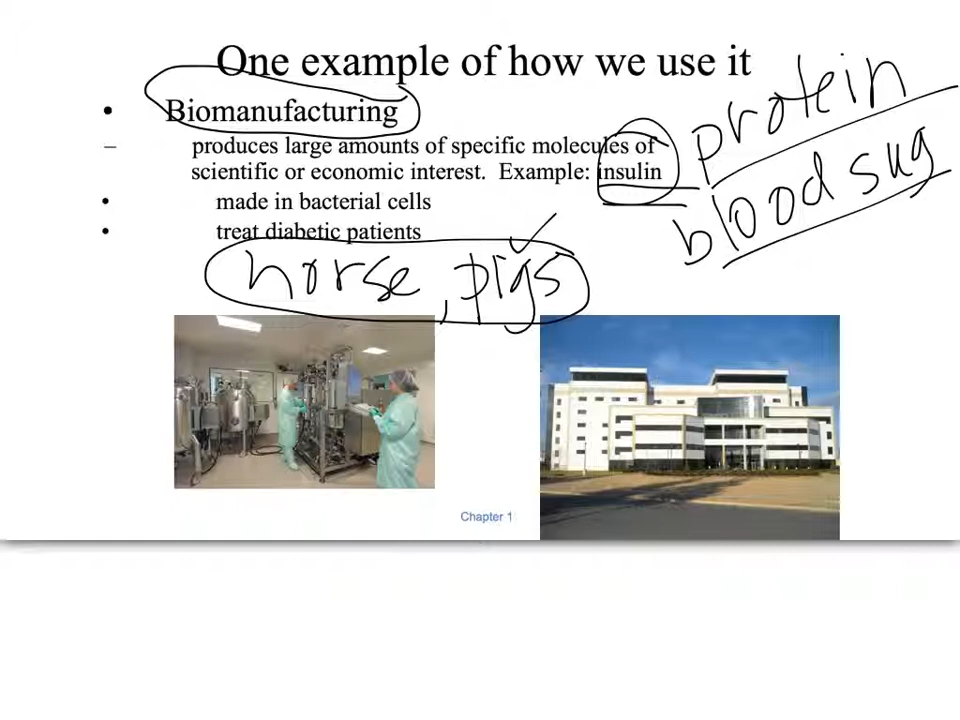 One example of how we use it
• Biomanufacturing
– produces large amounts of specific molecules of
scientific or economic interest. Example: insulin
• made in bacterial cells
• treat diabetic patients
protein
blood sug
horse, pigs
Chapter 1